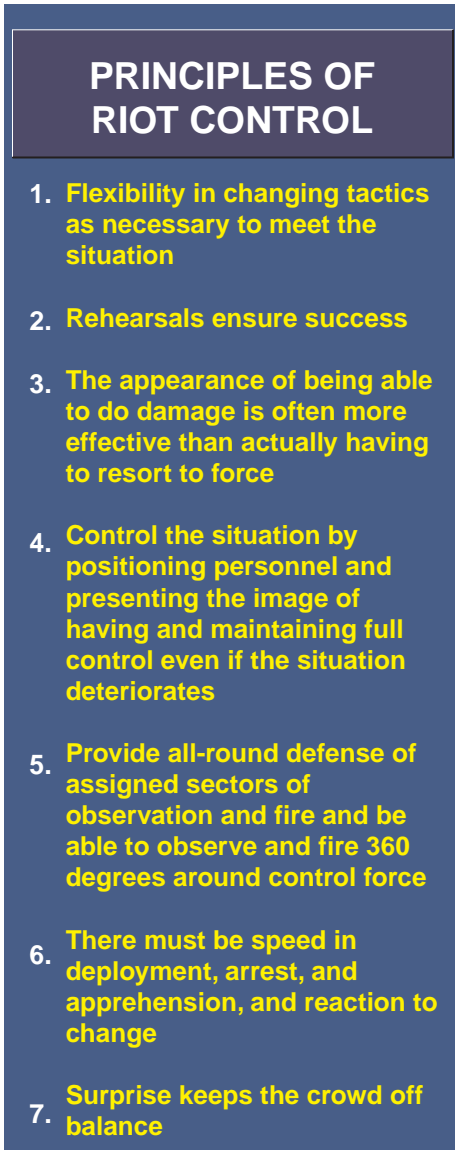 PRINCIPLES OF
RIOT CONTROL
1. Flexibility in changing tactics
as necessary to meet the
situation
2. Rehearsals ensure success
3. The appearance of being able
to do damage is often more
effective than actually having
to resort to force
4. Control the situation by
positioning personnel and
presenting the image of
having and maintaining full
control even if the situation
deteriorates
5. Provide all-round defense of
assigned sectors of
observation and fire and be
able to observe and fire 360
degrees around control force
6. There must be speed in
deployment, arrest, and
apprehension, and reaction to
change
7. Surprise keeps the crowd off
balance